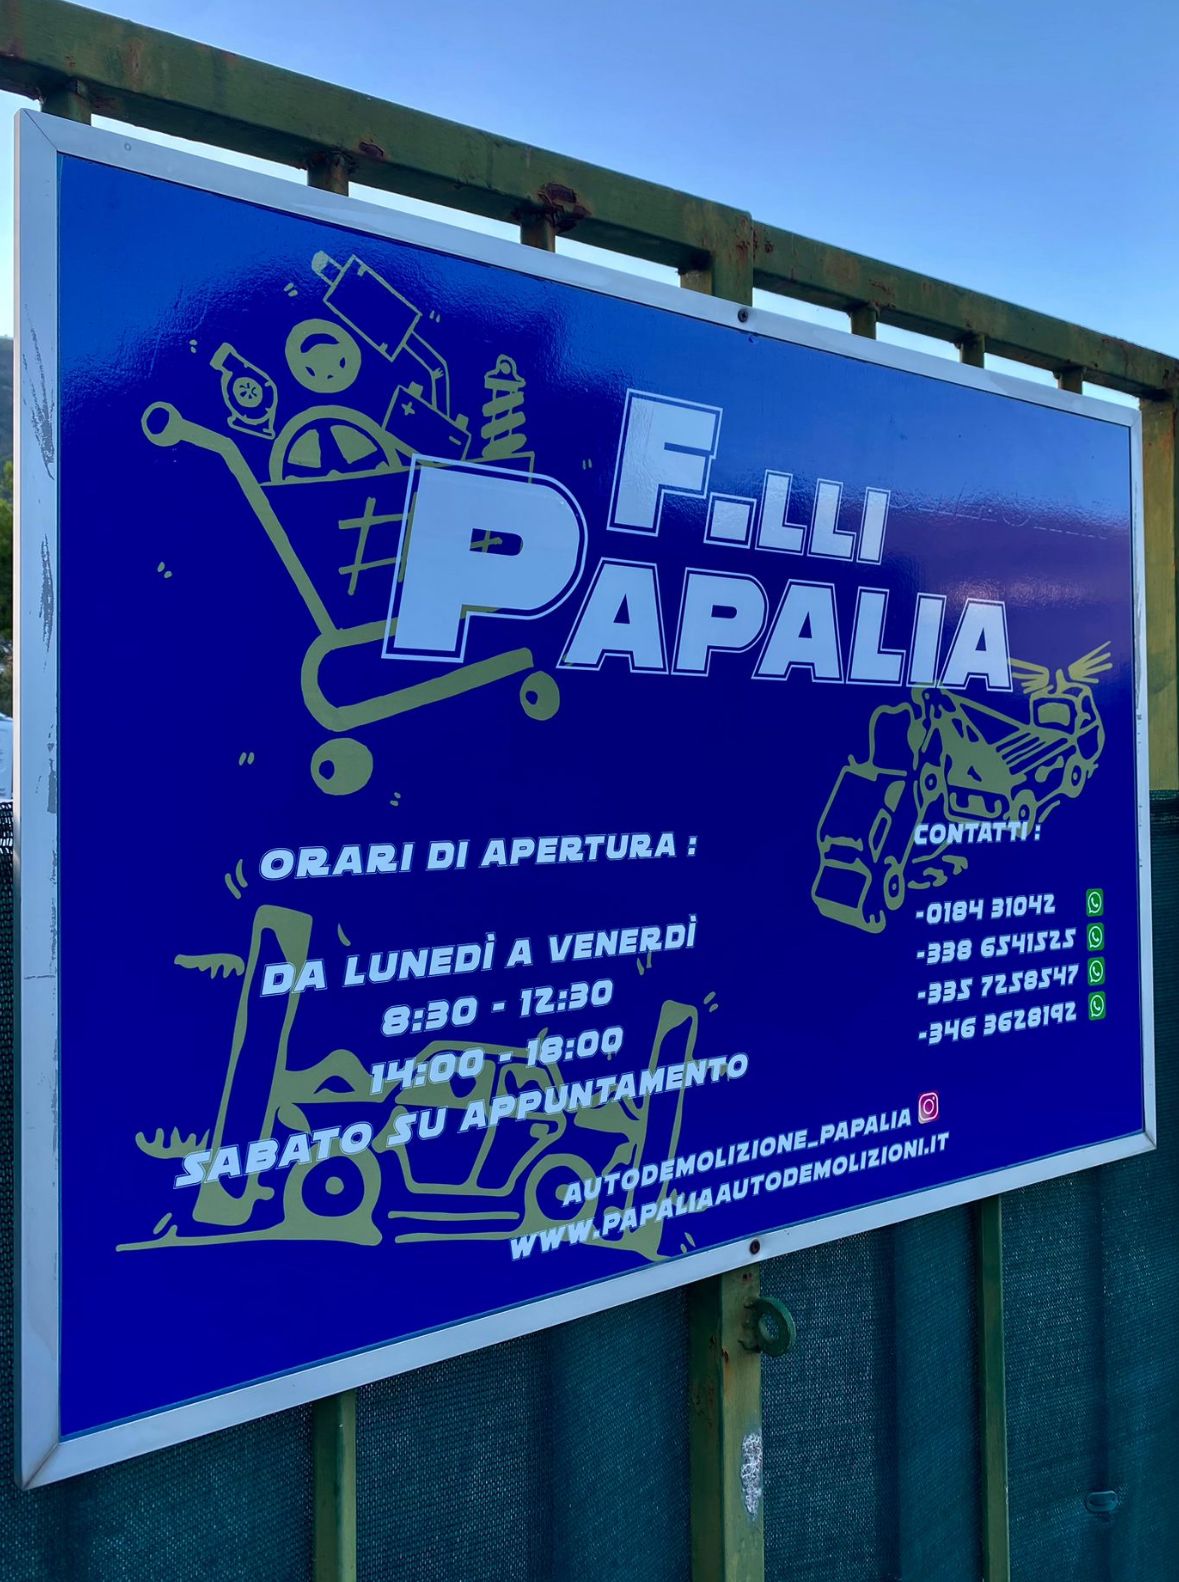 F.LLI
PAPALIA
ORARI DI APERTURA :
DA LUNEDÌ A VENERDÌ
8:30 - 12:30
14:00 - 18:00
SABATO SU APPUNTAMENTO
CONTATTI :
-0184 31042
-338 6541525
-335 7258547
-346 3628192
AUTODEMOLIZIONE_PAPALIA
WWW.PAPALIAAUTODEMOLIZIONI.IT